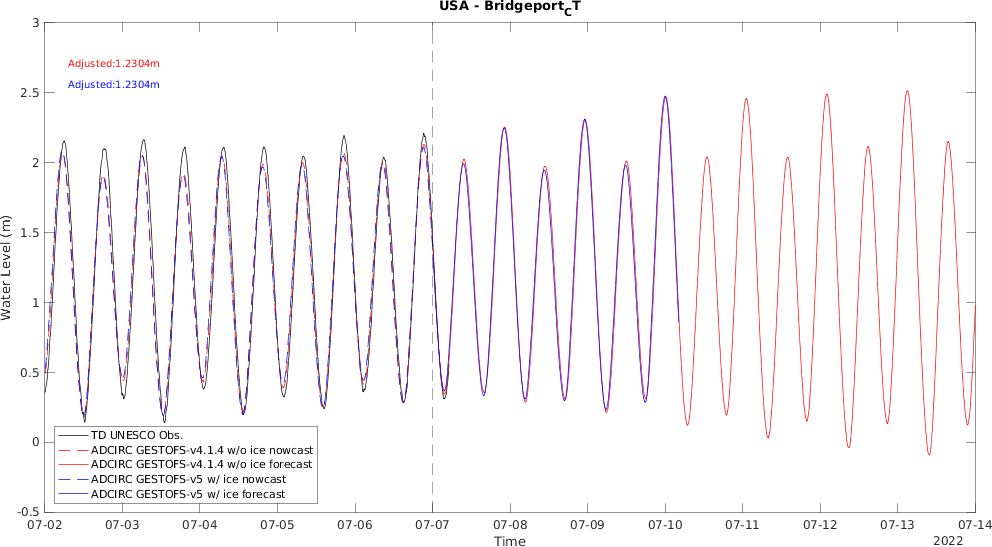 USA - Bridgeport_CT
3
2.5
2
1.5
1
0.5
0
-0.5
Water Level (m)
Adjusted:1.2304m
Adjusted:1.2304m
TD UNESCO Obs.
ADCIRC GESTOFS-v4.1.4 w/o ice nowcast
ADCIRC GESTOFS-v4.1.4 w/o ice forecast
ADCIRC GESTOFS-v5 w/ ice nowcast
ADCIRC GESTOFS-v5 w/ ice forecast
07-02 07-03 07-04 07-05 07-06 07-07 07-08 07-09 07-10 07-11 07-12 07-13 07-14
Time
2022